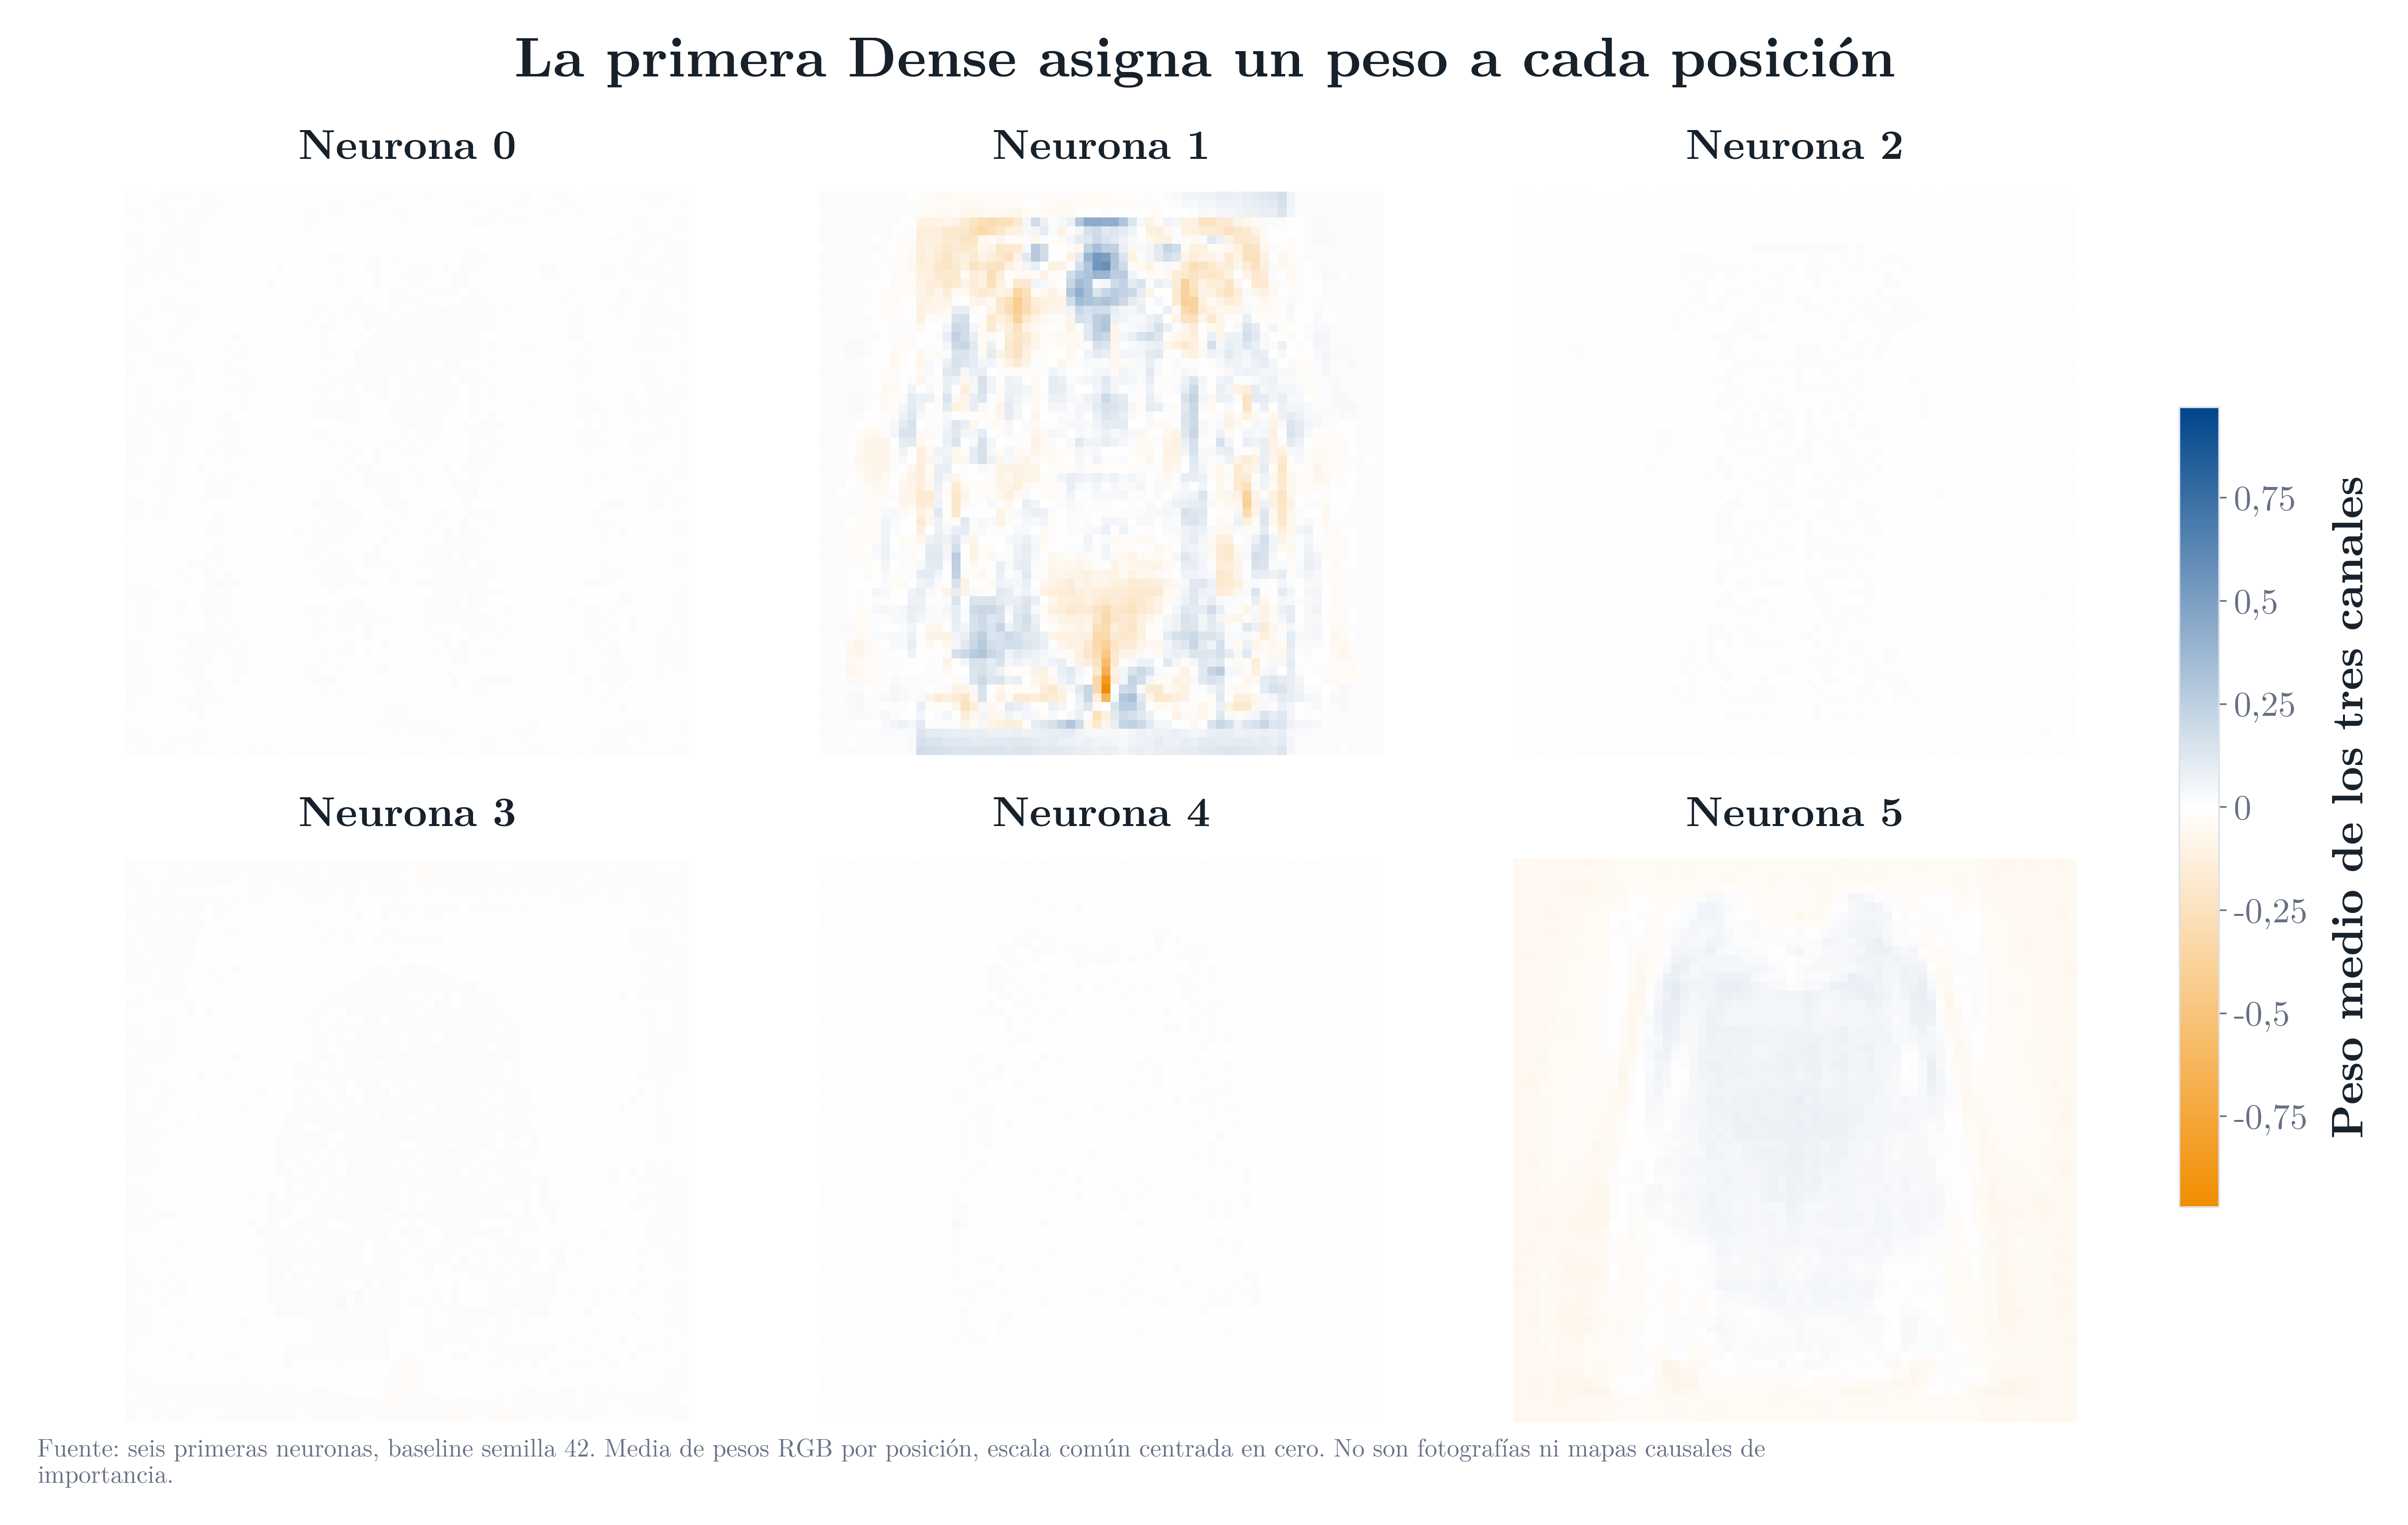 La primera Dense asigna un peso a cada posición
Neurona 0
Neurona 1
Neurona 2
Neurona 3
Neurona 4
Neurona 5
0,75
0,5
0,25
0
-0,25
-0,5
-0,75
Peso medio de los tres canales
Fuente: seis primeras neuronas, baseline semilla 42. Media de pesos RGB por posición, escala común centrada en cero. No son fotografías ni mapas causales de
importancia.